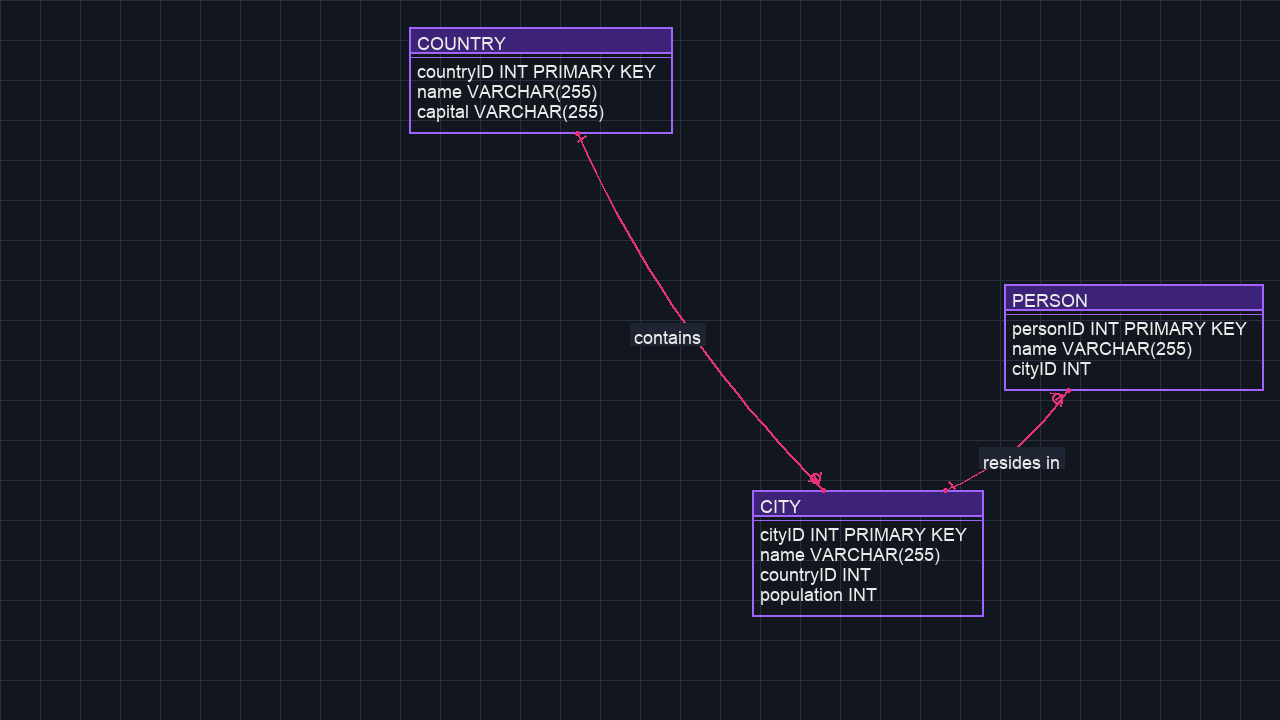 COUNTRY
countryID INT PRIMARY KEY
name VARCHAR(255)
capital VARCHAR(255)
contains
PERSON
personID INT PRIMARY KEY
name VARCHAR(255)
cityID INT
resides in
CITY
cityID INT PRIMARY KEY
name VARCHAR(255)
countryID INT
population INT